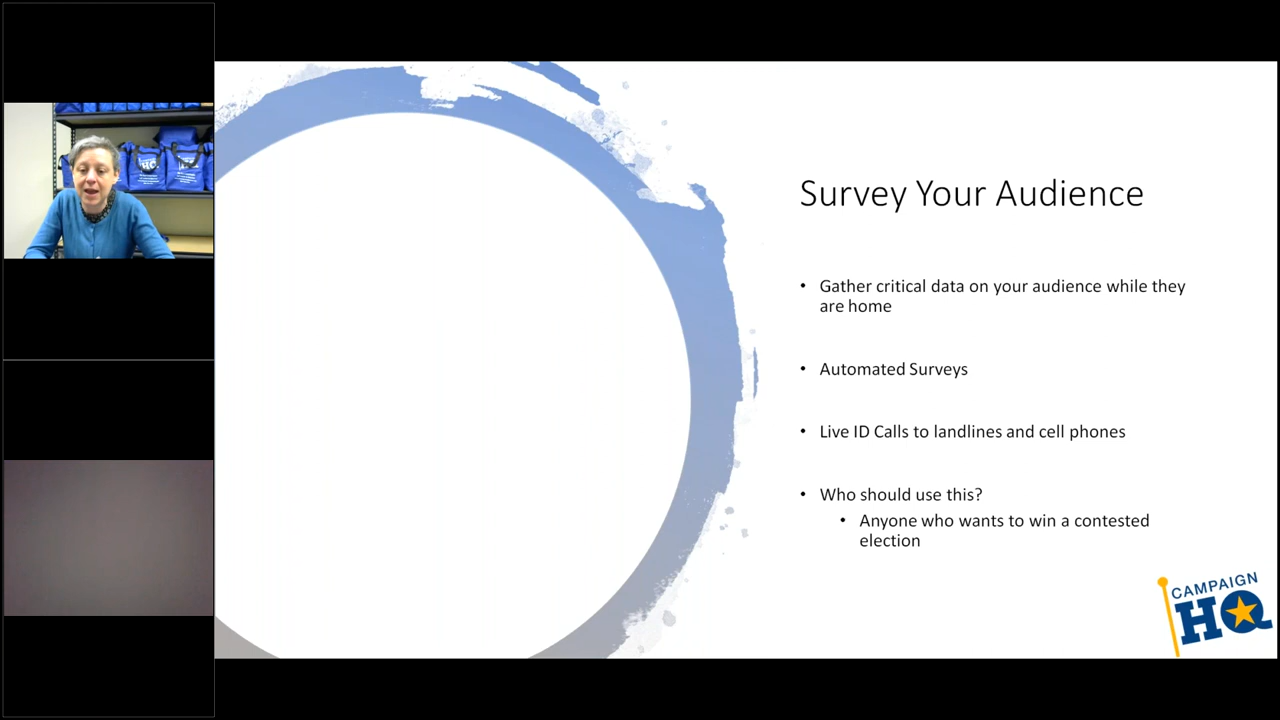 Survey Your Audience
• Gather critical data on your audience while they
are home
• Automated Surveys
• Live ID Calls to landlines and cell phones
• Who should use this?
• Anyone who wants to win a contested
election
CAMPAIGN
HQ
HQ